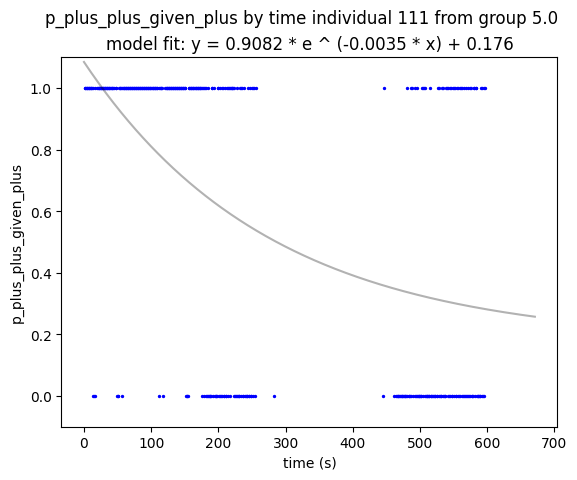 p_plus_plus_given_plus by time individual 111 from group 5.0
model fit: y = 0.9082 * e ^ (-0.0035 * x) + 0.176
1.0
0.8
0.6
0.4
0.2
0.0
p_plus_plus_given_plus
0 100 200 300 400 500 600 700
time (s)